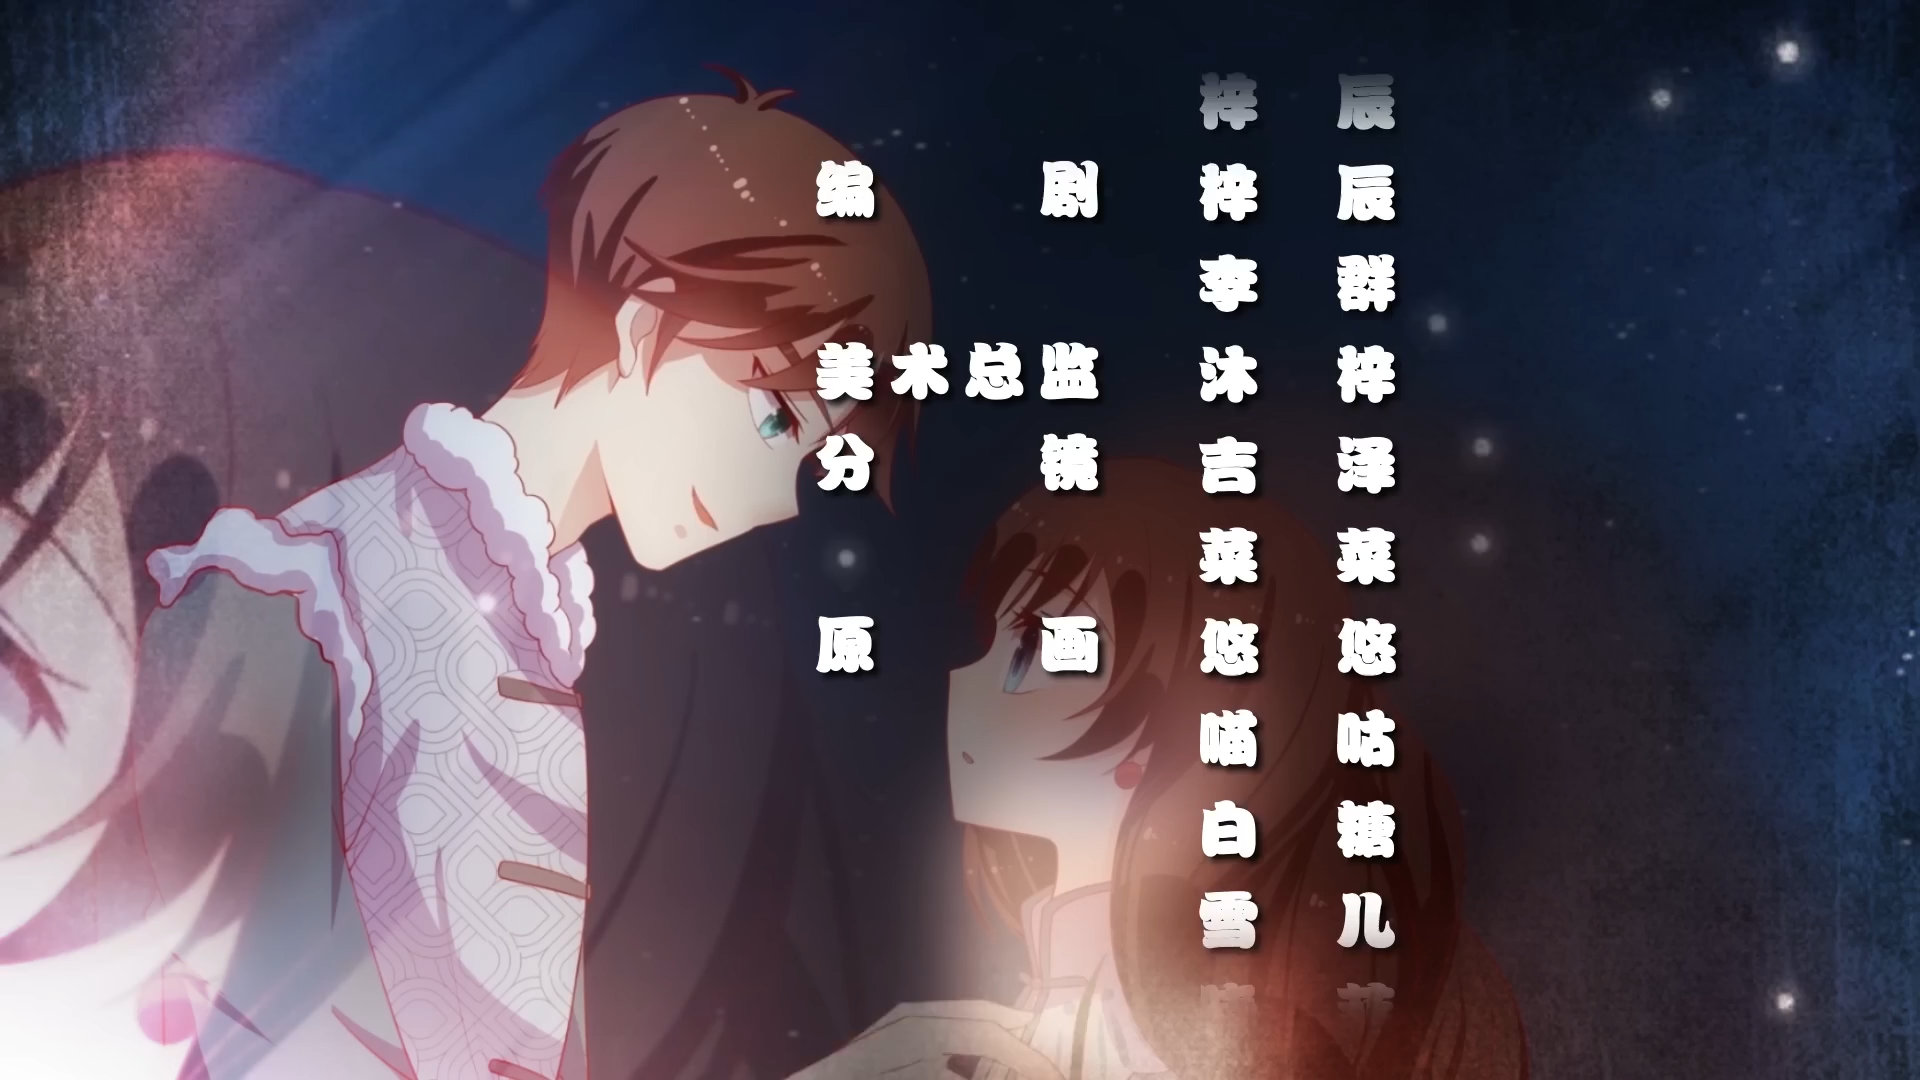 梓 辰
编 剧 梓 辰
李 群
美术总监 沐 梓
分 镜 吉 泽
菜 菜
原 画 悠 悠
喵 咕
白 糖
雪 儿